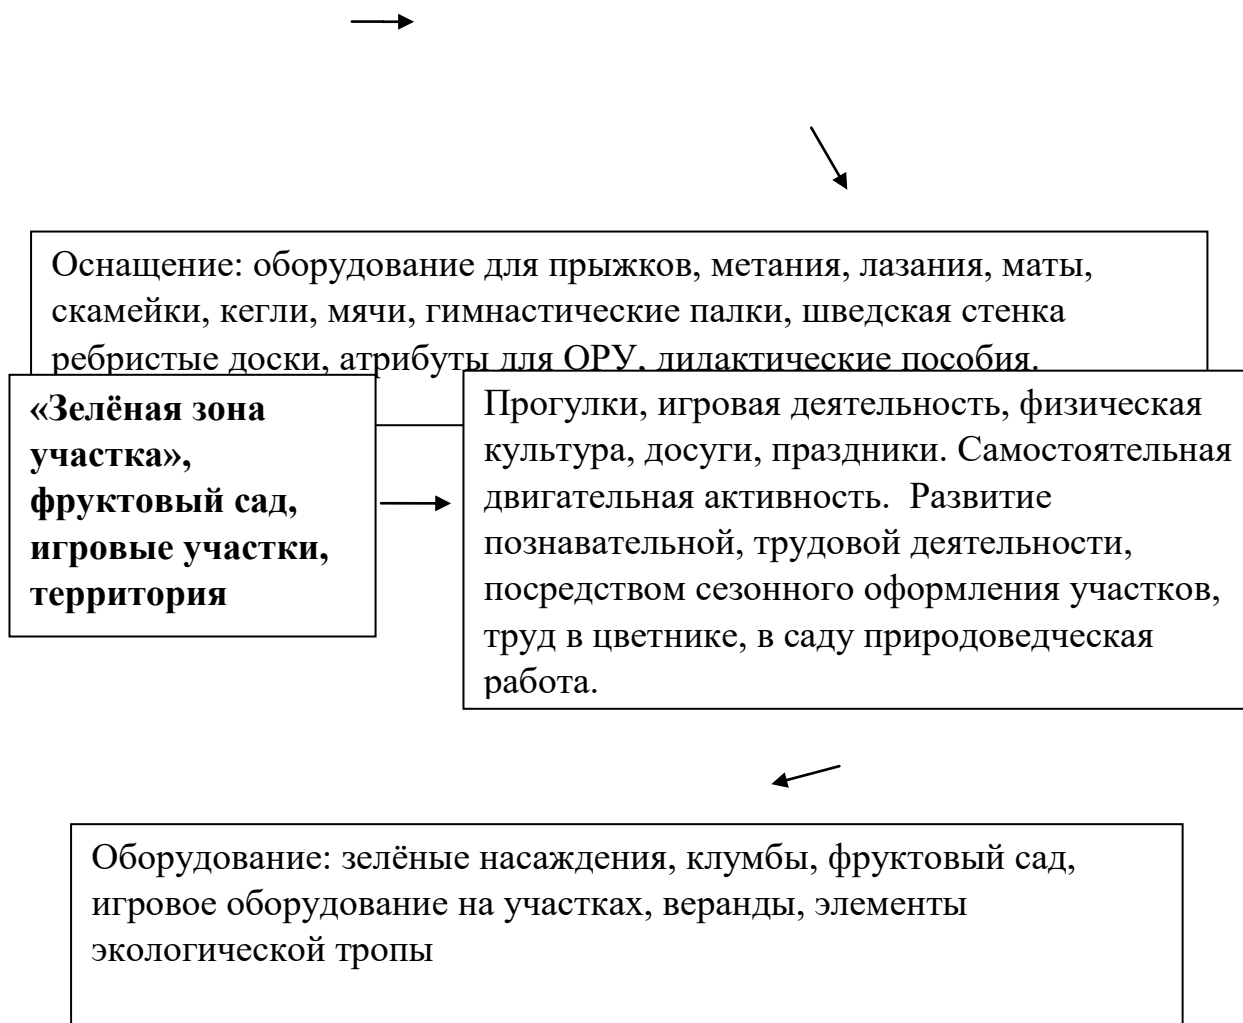 Оснащение: оборудование для прыжков, метания, лазания, маты,
скамейки, кегли, мячи, гимнастические палки, шведская стенка
ребристые доски, атрибуты для ОРУ, дидактические пособия.
«Зелёная зона
участка»,
фруктовый сад,
игровые участки,
территория
Прогулки, игровая деятельность, физическая
культура, досуги, праздники. Самостоятельная
двигательная активность.  Развитие
познавательной, трудовой деятельности,
посредством сезонного оформления участков,
труд в цветнике, в саду природоведческая
работа.
Оборудование: зелёные насаждения, клумбы, фруктовый сад,
игровое оборудование на участках, веранды, элементы
экологической тропы